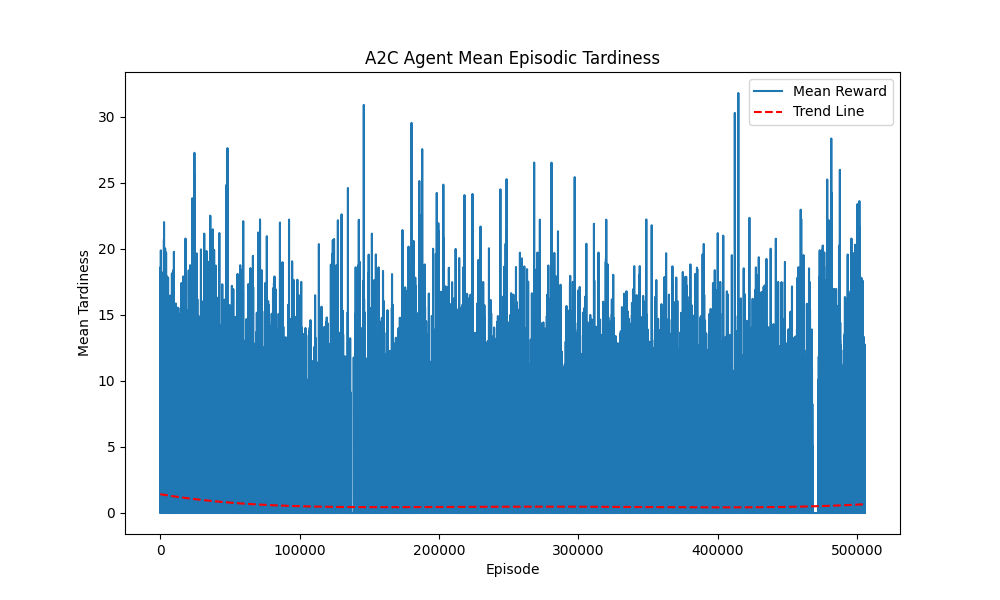 A2C Agent Mean Episodic Tardiness
Mean Reward
Trend Line
Mean Tardiness
30
25
20
15
10
5
0
0 100000 200000 300000 400000 500000
Episode